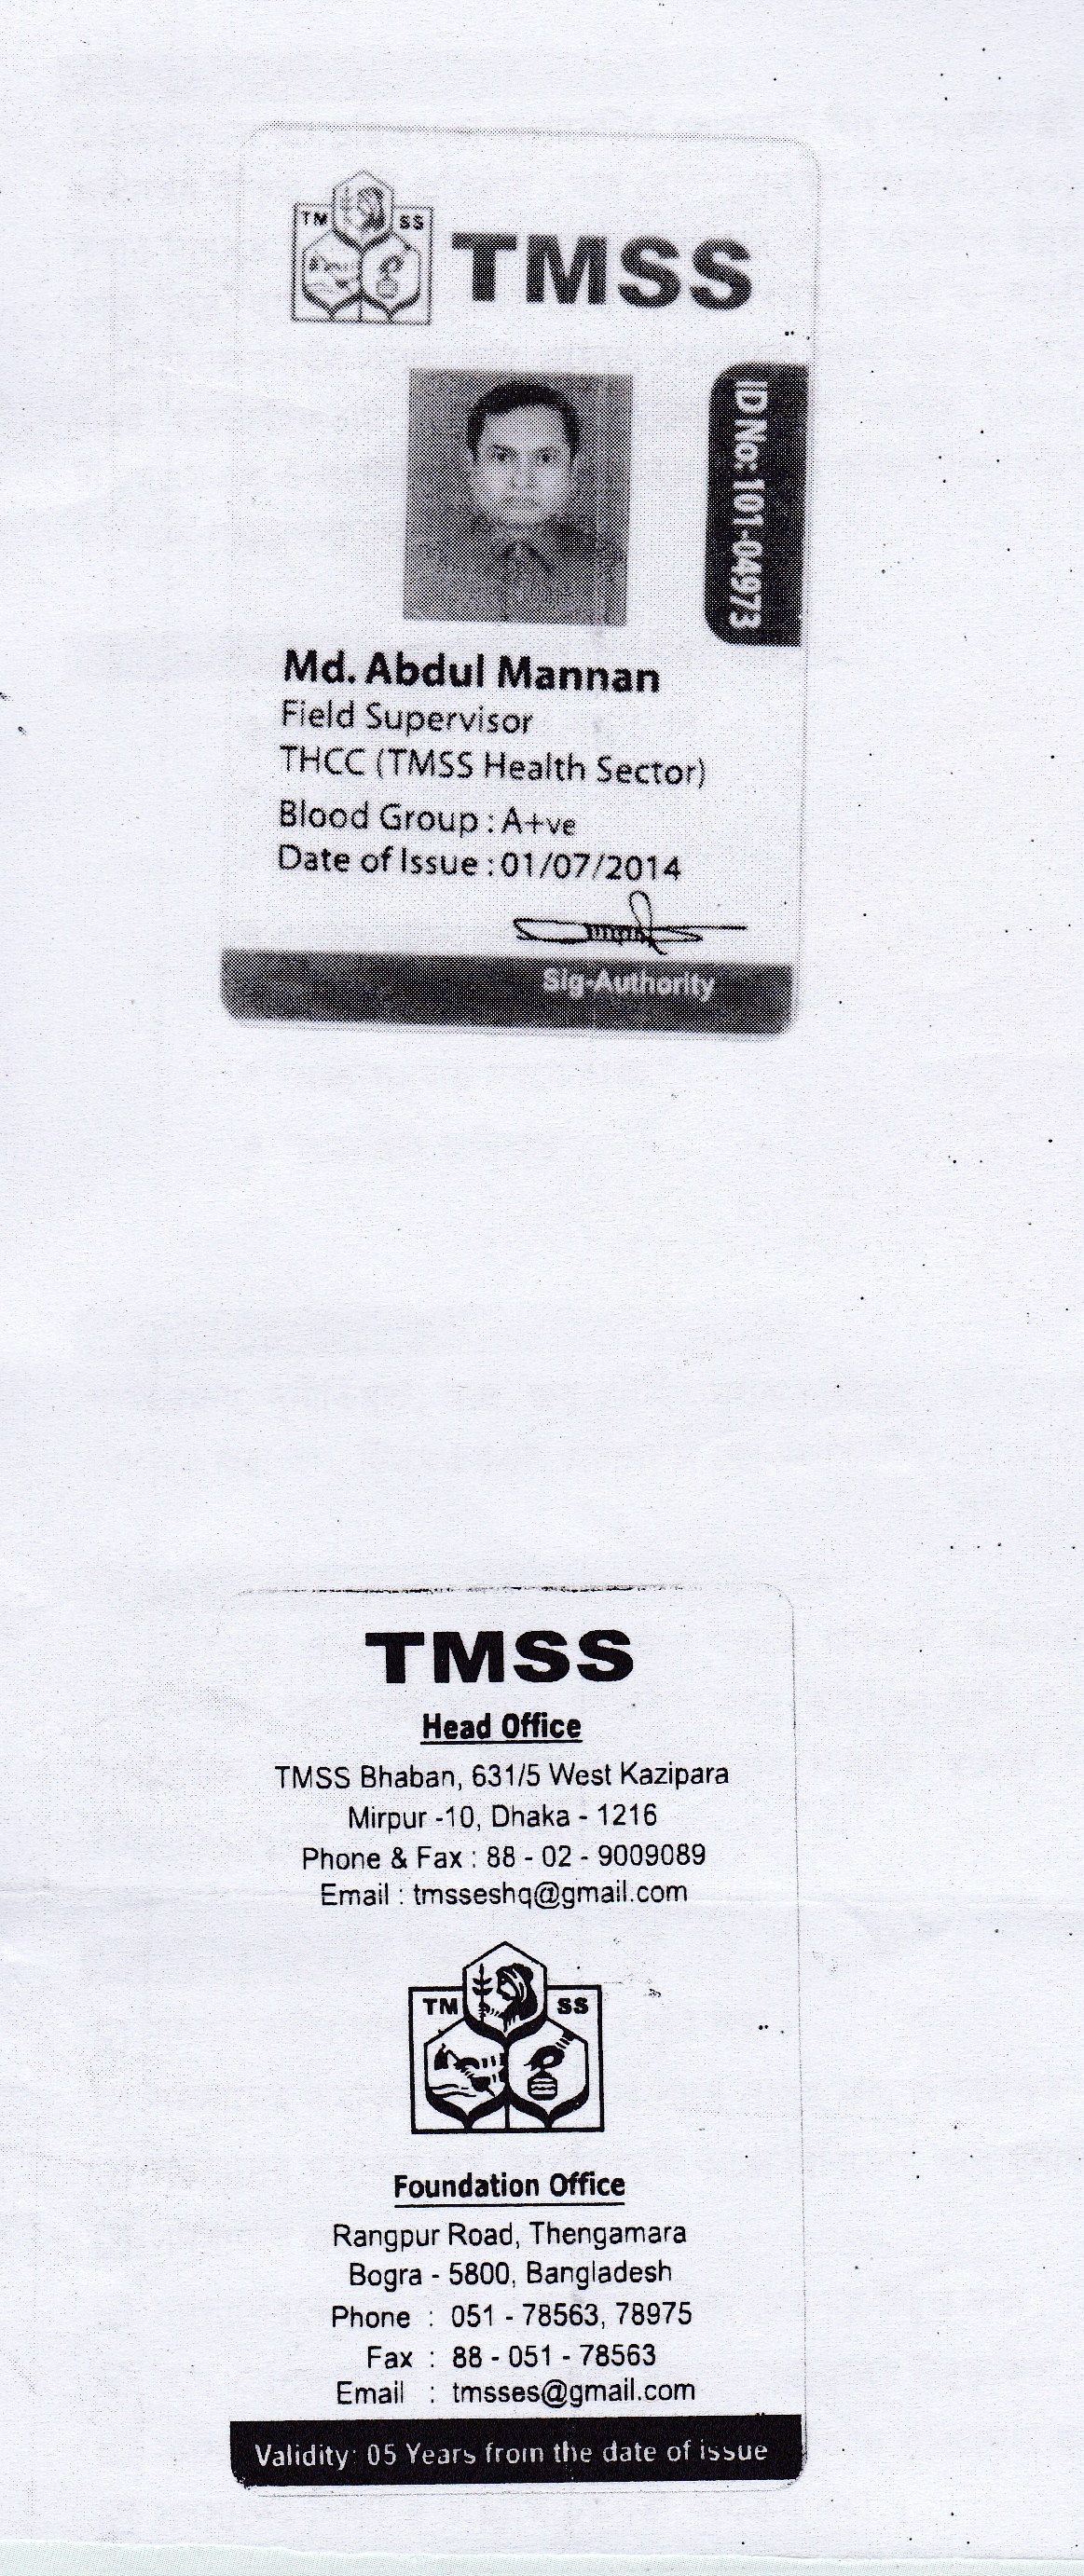 TM SS
TMSS
ID No: 101-04973
Md. Abdul Mannan
Field Supervisor
THCC (TMSS Health Sector)
Blood Group : A+ve
Date of Issue : 01/07/2014
Sig-Authority
TMSS
Head Office
TMSS Bhaban, 631/5 West Kazipara
Mirpur -10, Dhaka - 1216
Phone & Fax : 88 - 02 - 9009089
Email : tmsseshq@gmail.com
TM SS
Foundation Office
Rangpur Road, Thengamara
Bogra - 5800, Bangladesh
Phone : 051 - 78563, 78975
Fax : 88 - 051 - 78563
Email : tmsses@gmail.com
Validity: 05 Years from the date of issue